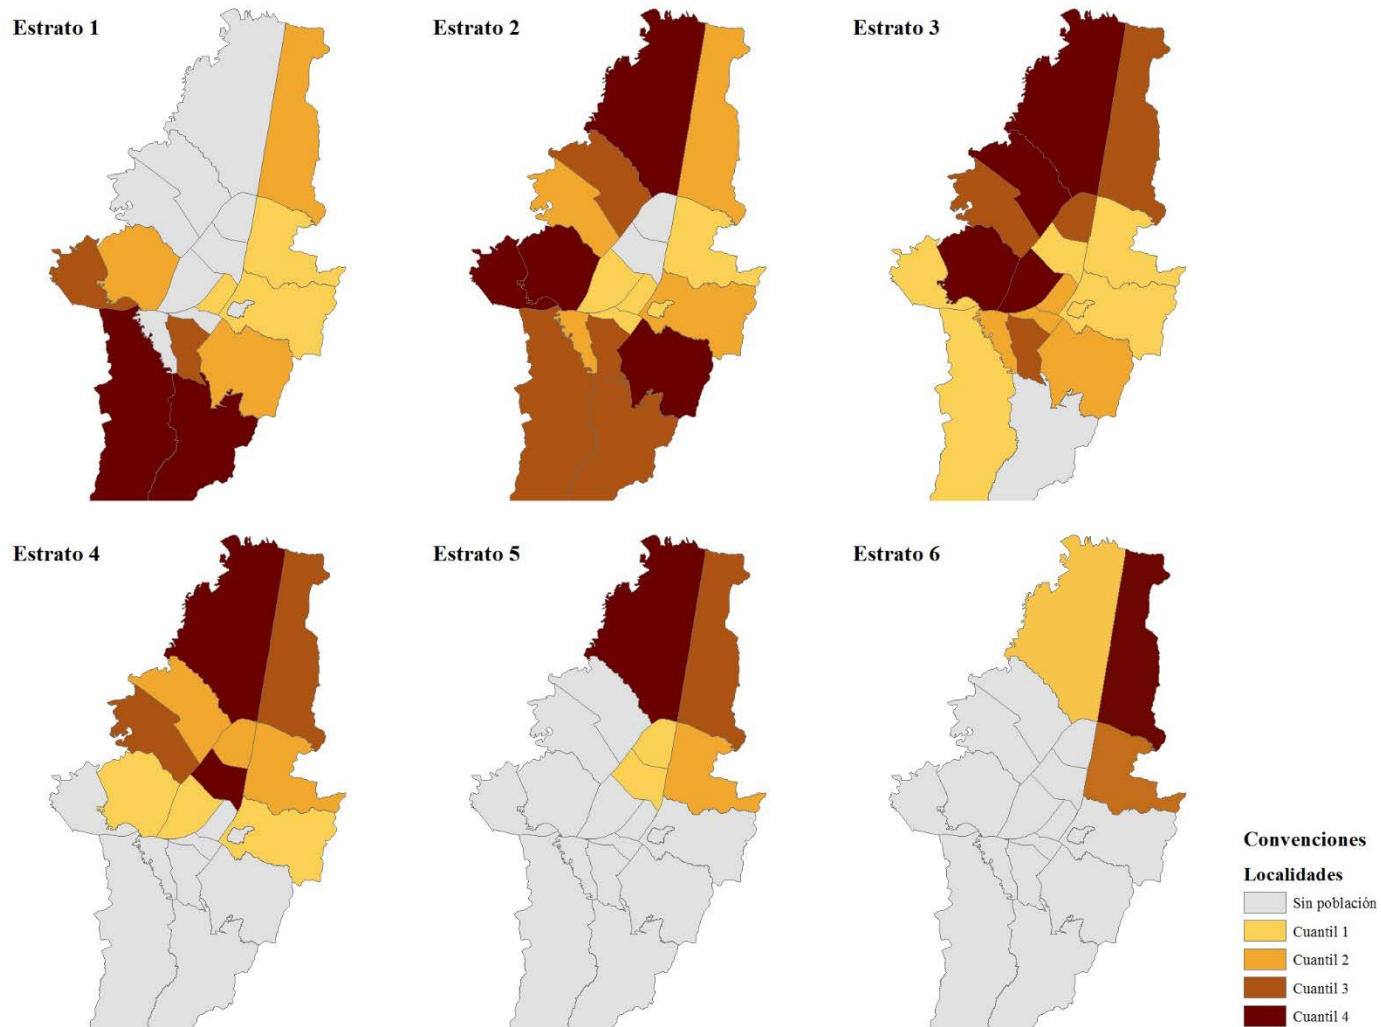 Estrato 1
Estrato 2
Estrato 3
Estrato 4
Estrato 5
Estrato 6
Convenciones
Localidades
Sin población
Cuantil 1
Cuantil 2
Cuantil 3
Cuantil 4